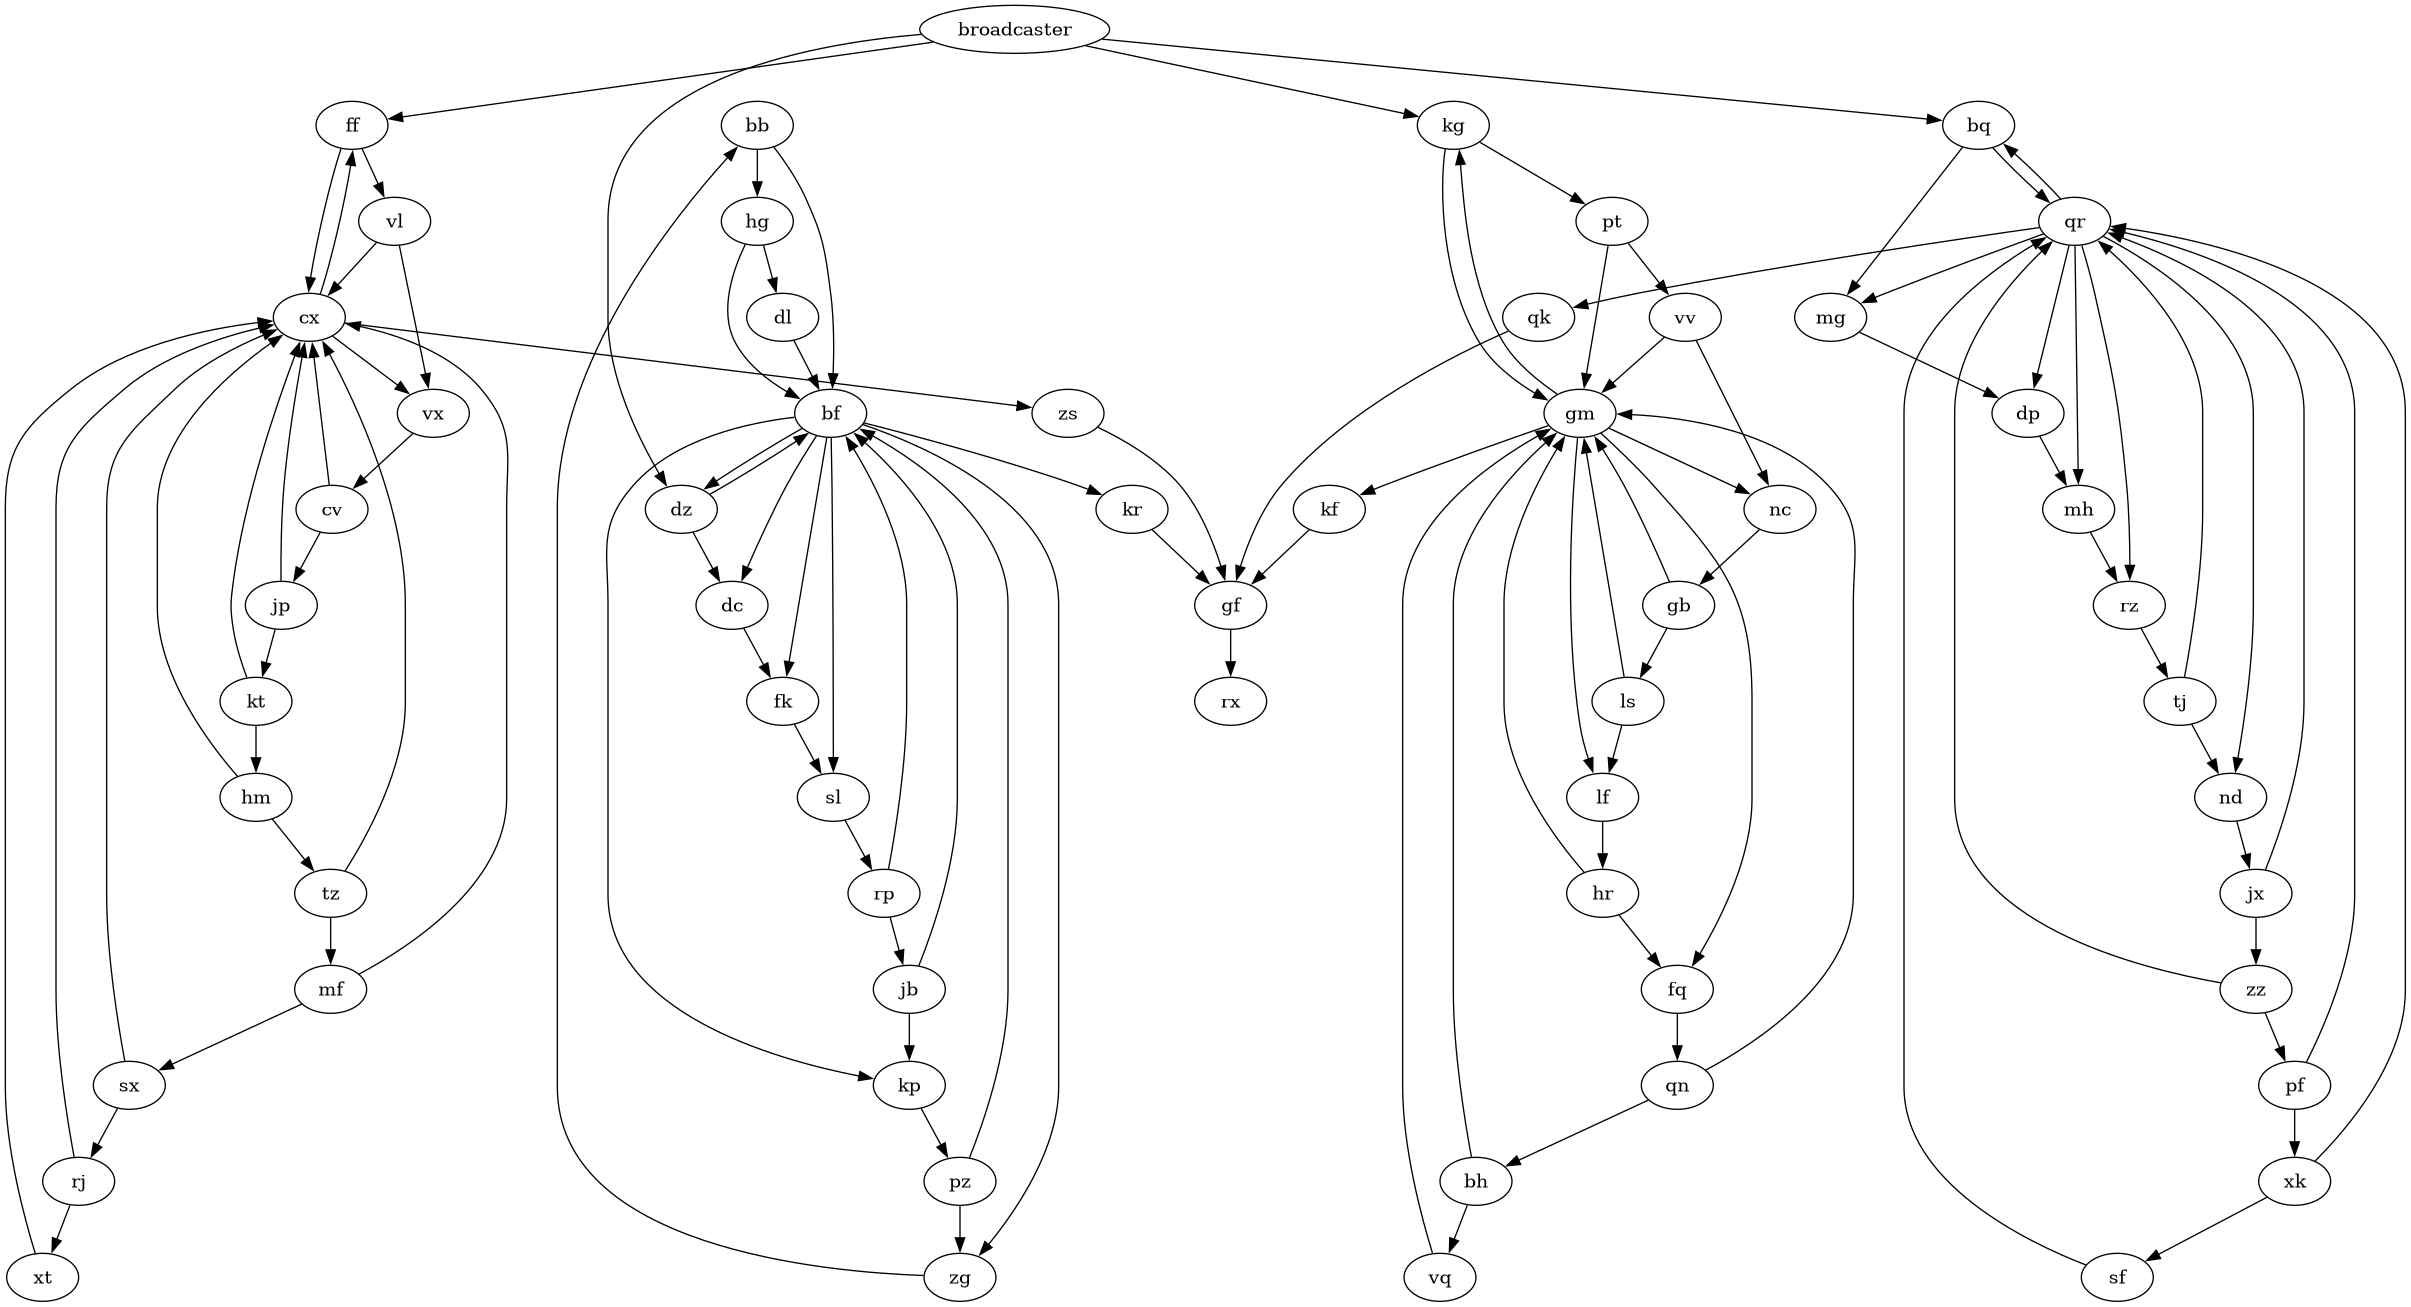 broadcaster
ff
bb
kg
bq
vl
hg
pt
qr
cx
dl
qk
vv
mg
vx
bf
zs
gm
dp
cv
dz
kr
kf
nc
mh
jp
dc
gf
gb
rz
kt
fk
rx
ls
tj
hm
sl
lf
nd
tz
rp
hr
jx
mf
jb
fq
zz
sx
kp
qn
pf
rj
pz
bh
xk
xt
zg
vq
sf